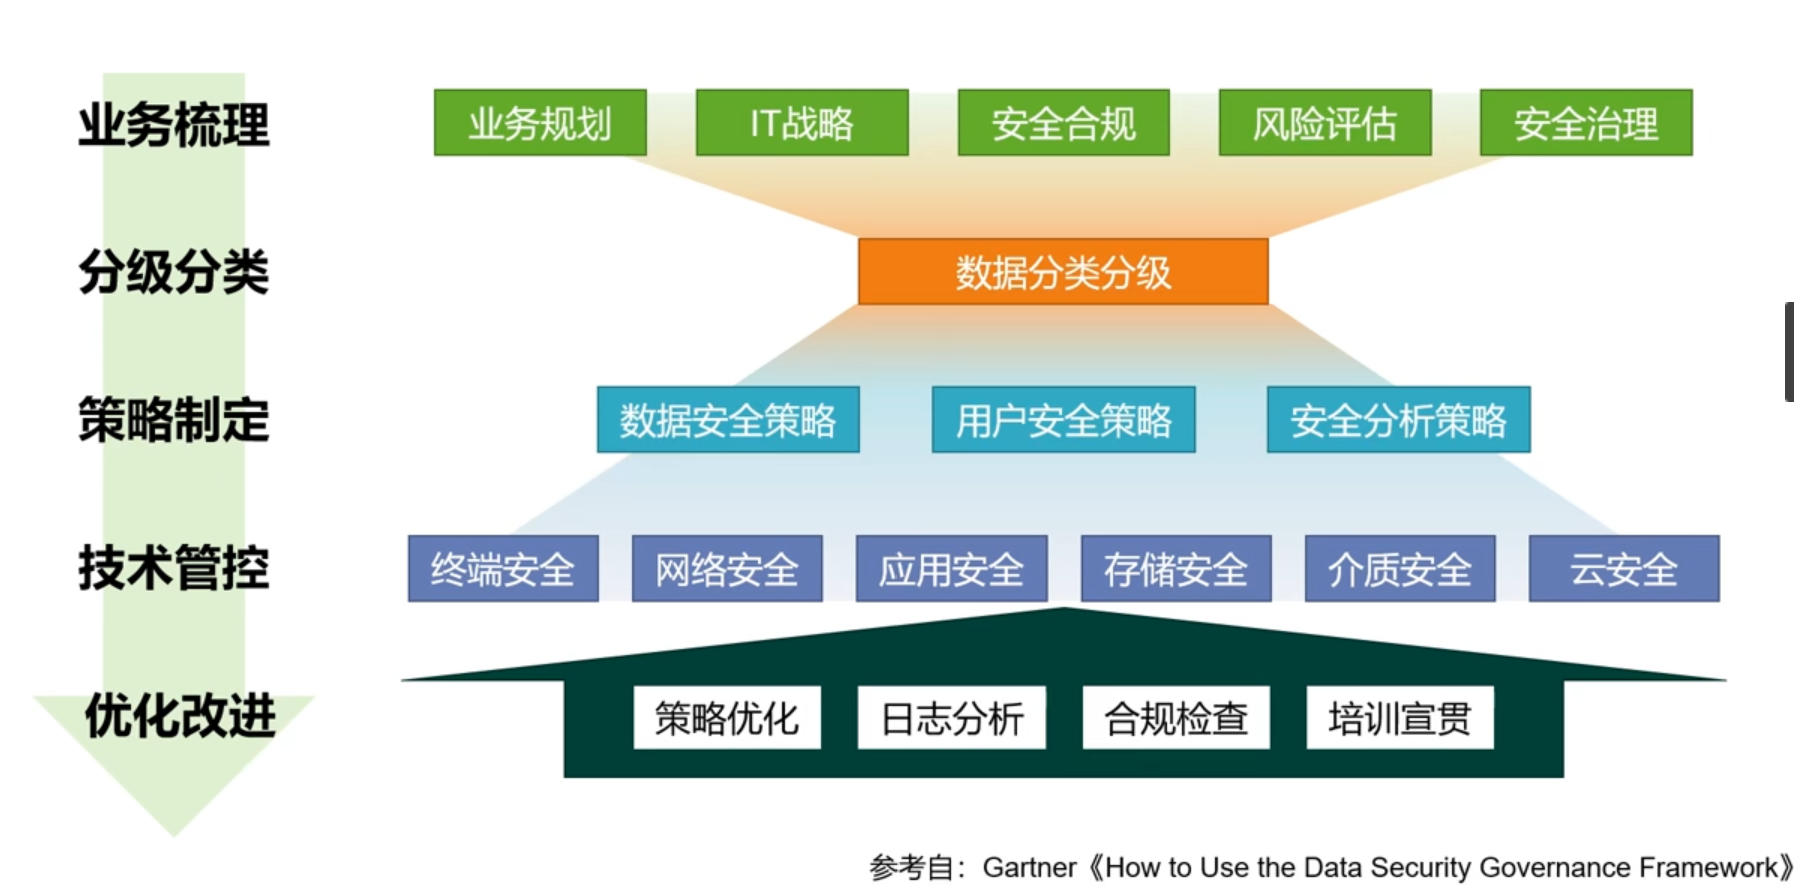 业务梳理
业务规划
IT战略
安全合规
风险评估
安全治理
分级分类
数据分类分级
策略制定
数据安全策略
用户安全策略
安全分析策略
技术管控
终端安全
网络安全
应用安全
存储安全
介质安全
云安全
优化改进
策略优化
日志分析
合规检查
培训宣贯
参考自：Gartner《How to Use the Data Security Governance Framework》